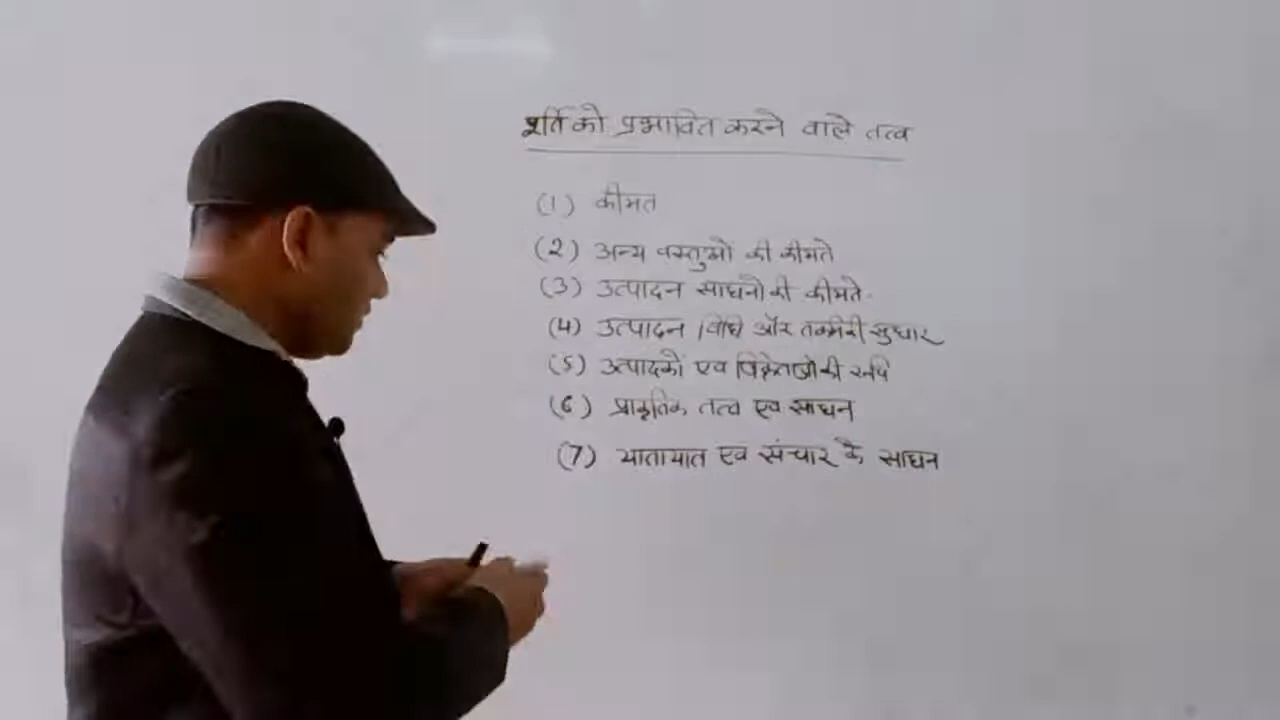 पूर्ति को प्रभावित करने वाले तत्व
(1) कीमत
(2) अन्य वस्तुओं की कीमतें
(3) उत्पादन साधनों की कीमतें.
(4) उत्पादन विधि और तकनीकी सुधार
(5) उत्पादकों एवं विक्रेताओं की रुचि
(6) प्राकृतिक तत्व एवं साधन
(7) यातायात एवं संचार के साधन